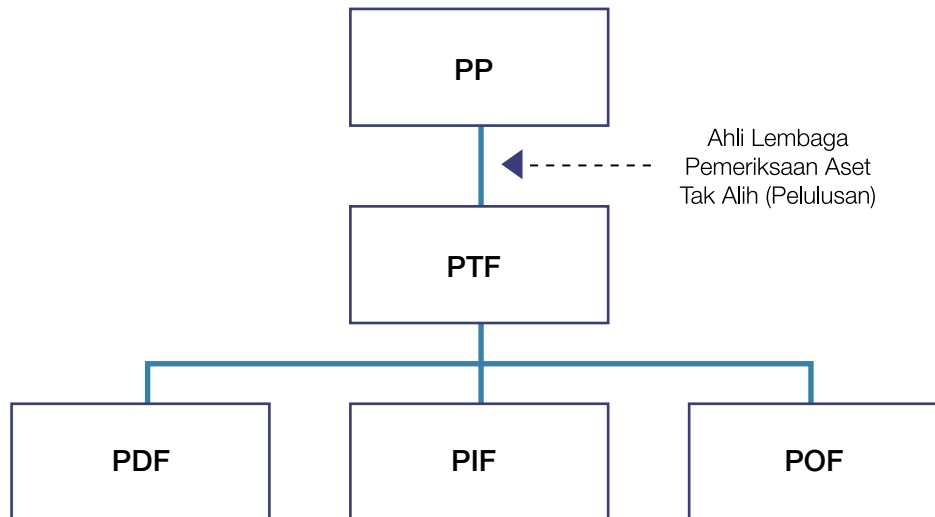 PP
Ahli Lembaga
Pemeriksaan Aset
Tak Alih (Pelulusan)
PTF
PDF
PIF
POF